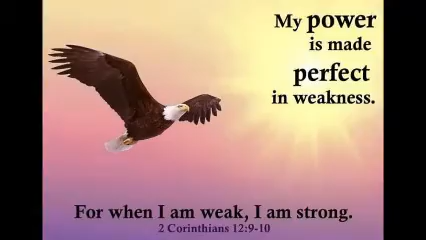 My power
is made
perfect
in weakness.
For when I am weak, I am strong.
2 Corinthians 12:9-10